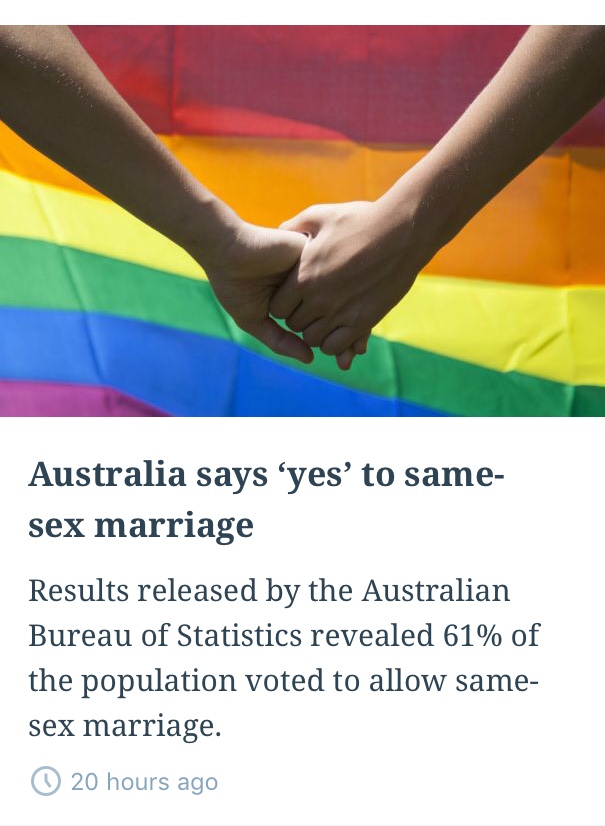 Australia says ‘yes’ to same-
sex marriage
Results released by the Australian
Bureau of Statistics revealed 61% of
the population voted to allow same-
sex marriage.
20 hours ago